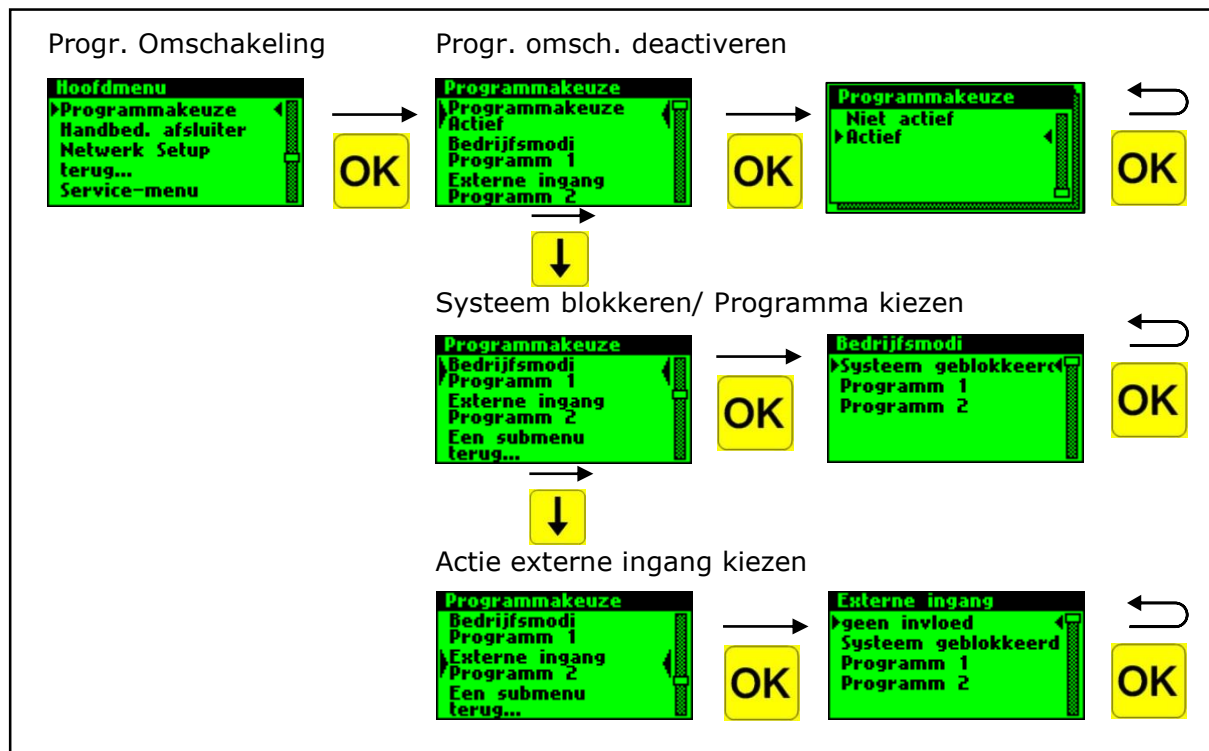 Progr. Omschakeling
Progr. omsch. deactiveren
Hoofdmenu
Programmakeuze
Handbed. afsluiter
Netwerk Setup
terug...
Service-menu
OK
Programmakeuze
Programmakeuze
Actief
Bedrijfsmodi
Programm 1
Externe ingang
Programm 2
OK
Programmakeuze
Niet actief
Actief
OK
Systeem blokkeren/ Programma kiezen
Programmakeuze
Bedrijfsmodi
Programm 1
Externe ingang
Programm 2
Een submenu
terug...
OK
Bedrijfsmodi
Systeem geblokkeerd
Programm 1
Programm 2
OK
Actie externe ingang kiezen
Programmakeuze
Bedrijfsmodi
Programm 1
Externe ingang
Programm 2
Een submenu
terug...
OK
Externe ingang
geen invloed
Systeem geblokkeerd
Programm 1
Programm 2
OK